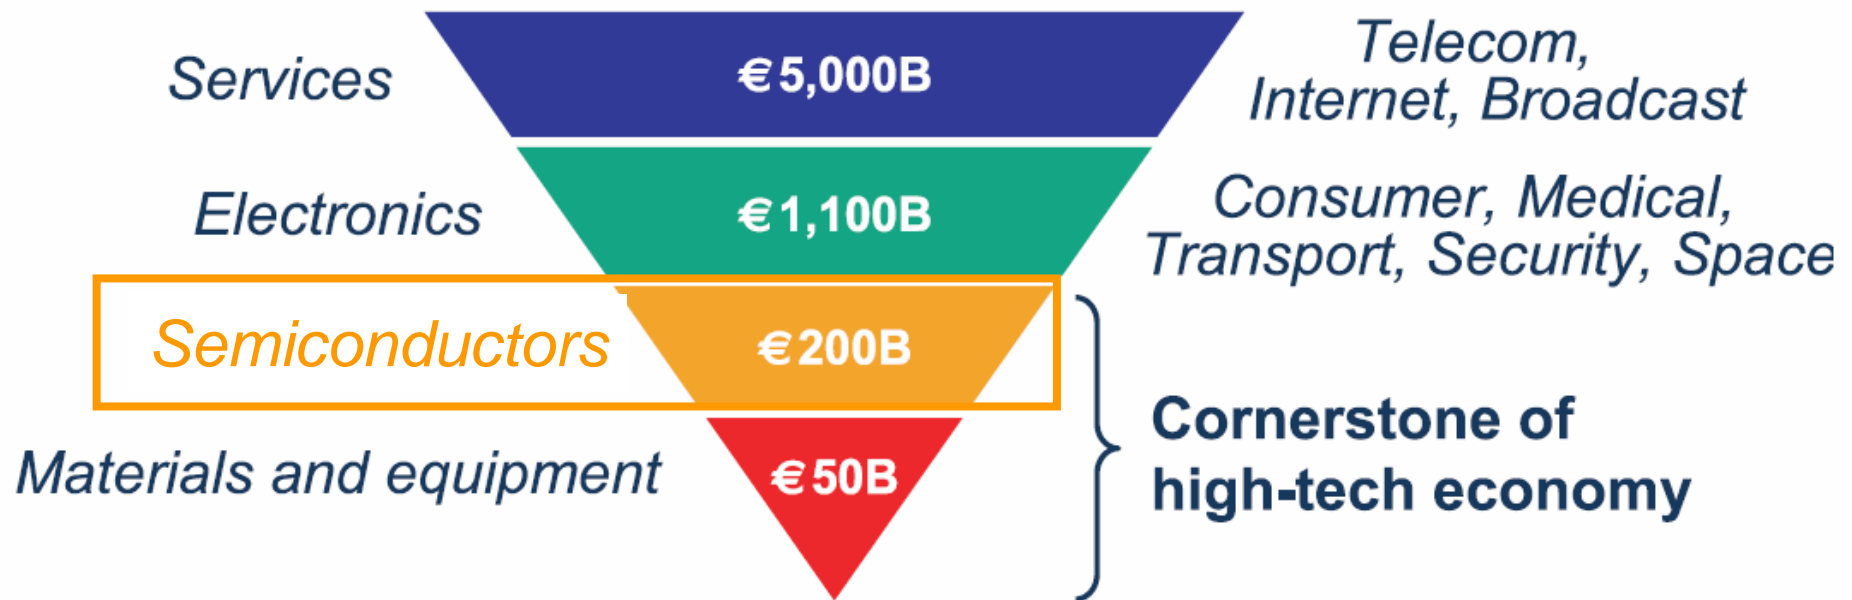 Services
€5,000B
Telecom,
Internet, Broadcast
Electronics
€1,100B
Consumer, Medical,
Transport, Security, Space
Semiconductors
€200B
Materials and equipment
€50B
Cornerstone of
high-tech economy